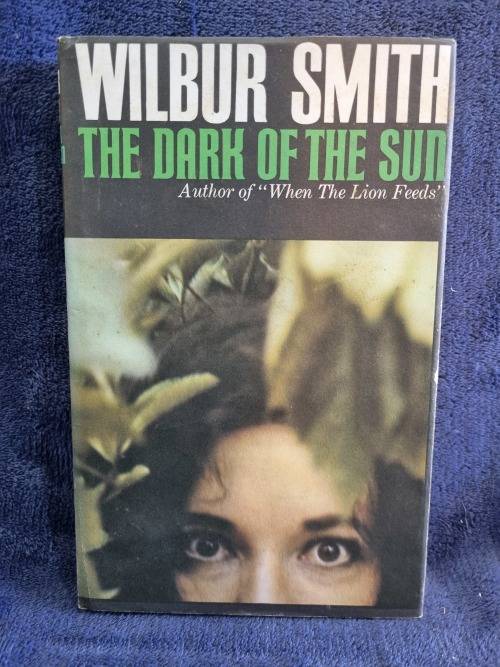 WILBUR SMITH
THE DARK OF THE SUN
Author of "When The Lion Feeds"